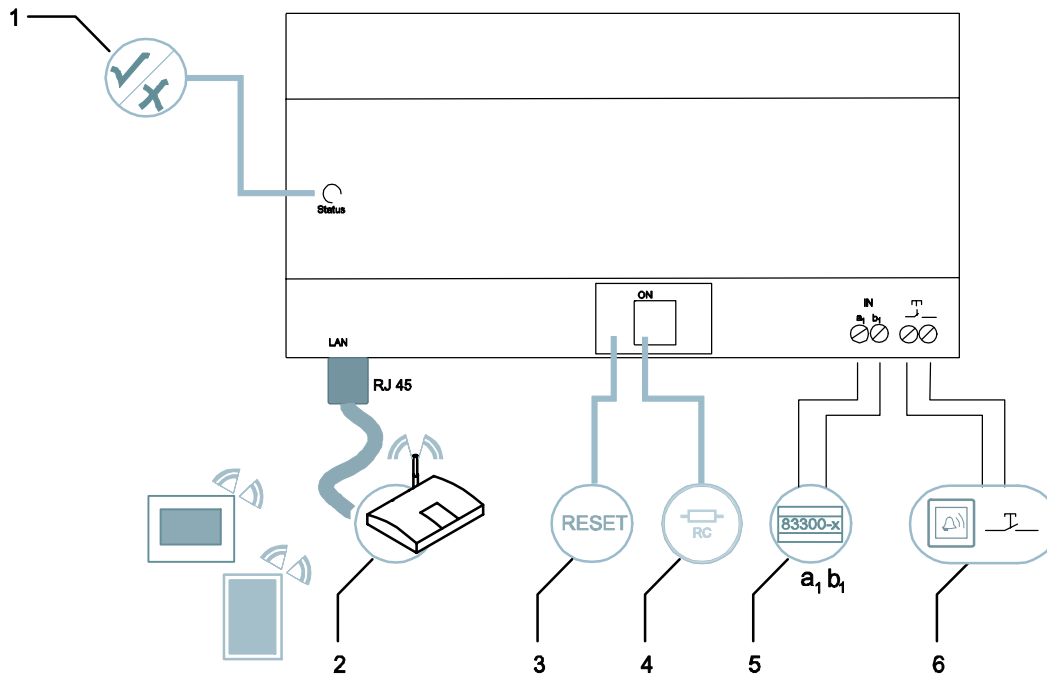 1
Status
ON
IN
a₁ b₁
LAN
RJ 45
RESET
RC
83300-x
a₁ b₁
2
3
4
5
6